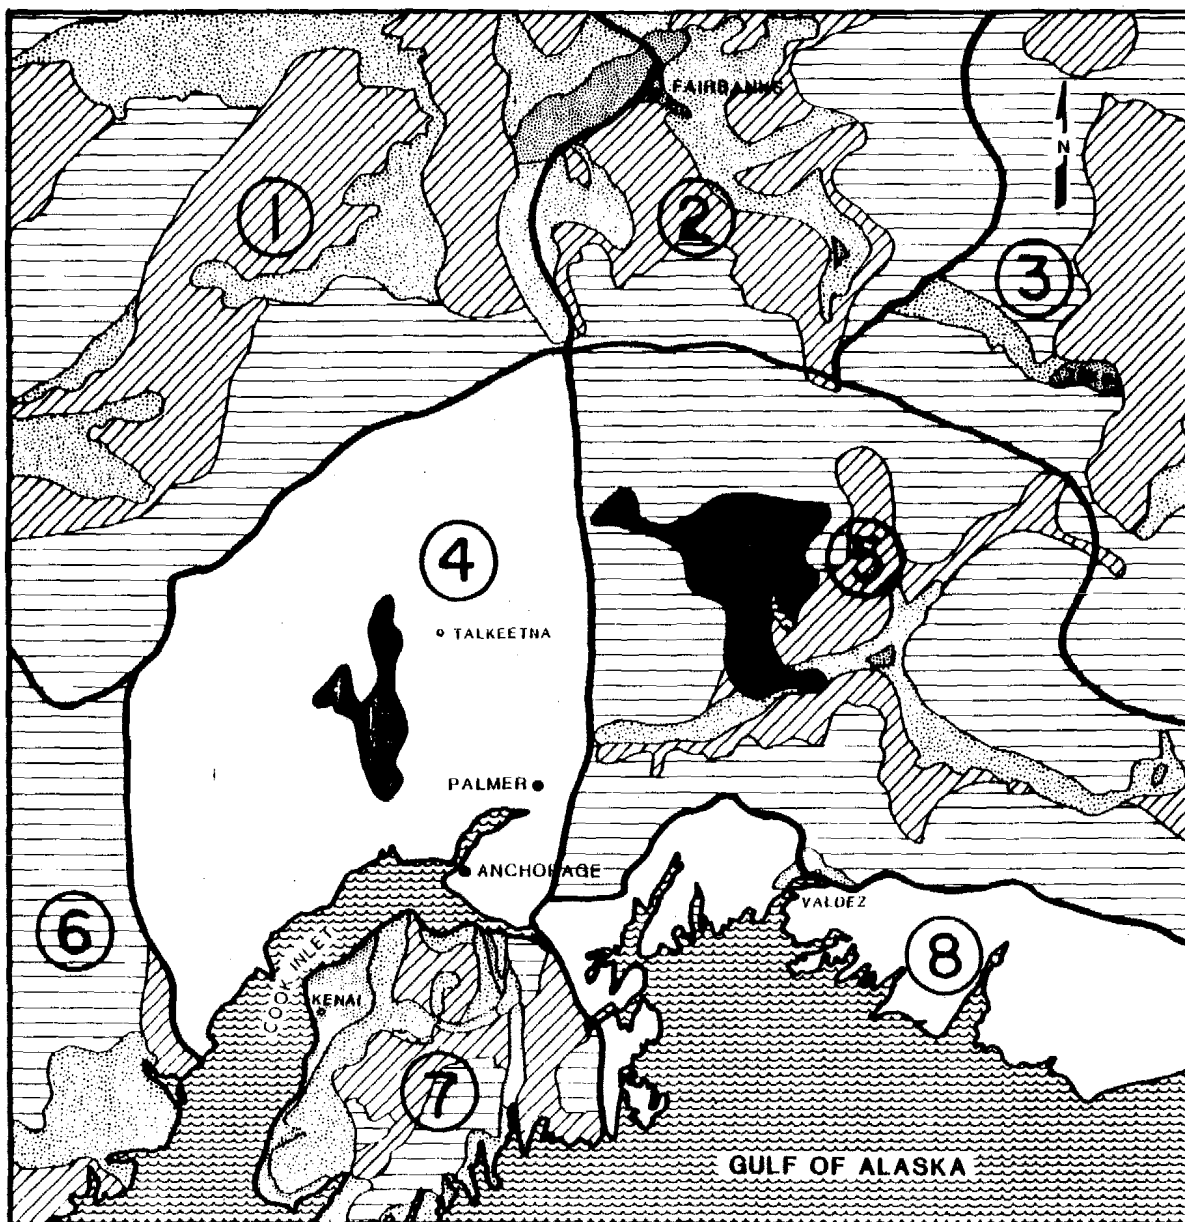 FAIRBANKS
N
1
2
3
4
5
TALKEETNA
PALMER
ANCHORAGE
VALDEZ
6
8
COOK INLET
KENAI
7
GULF OF ALASKA